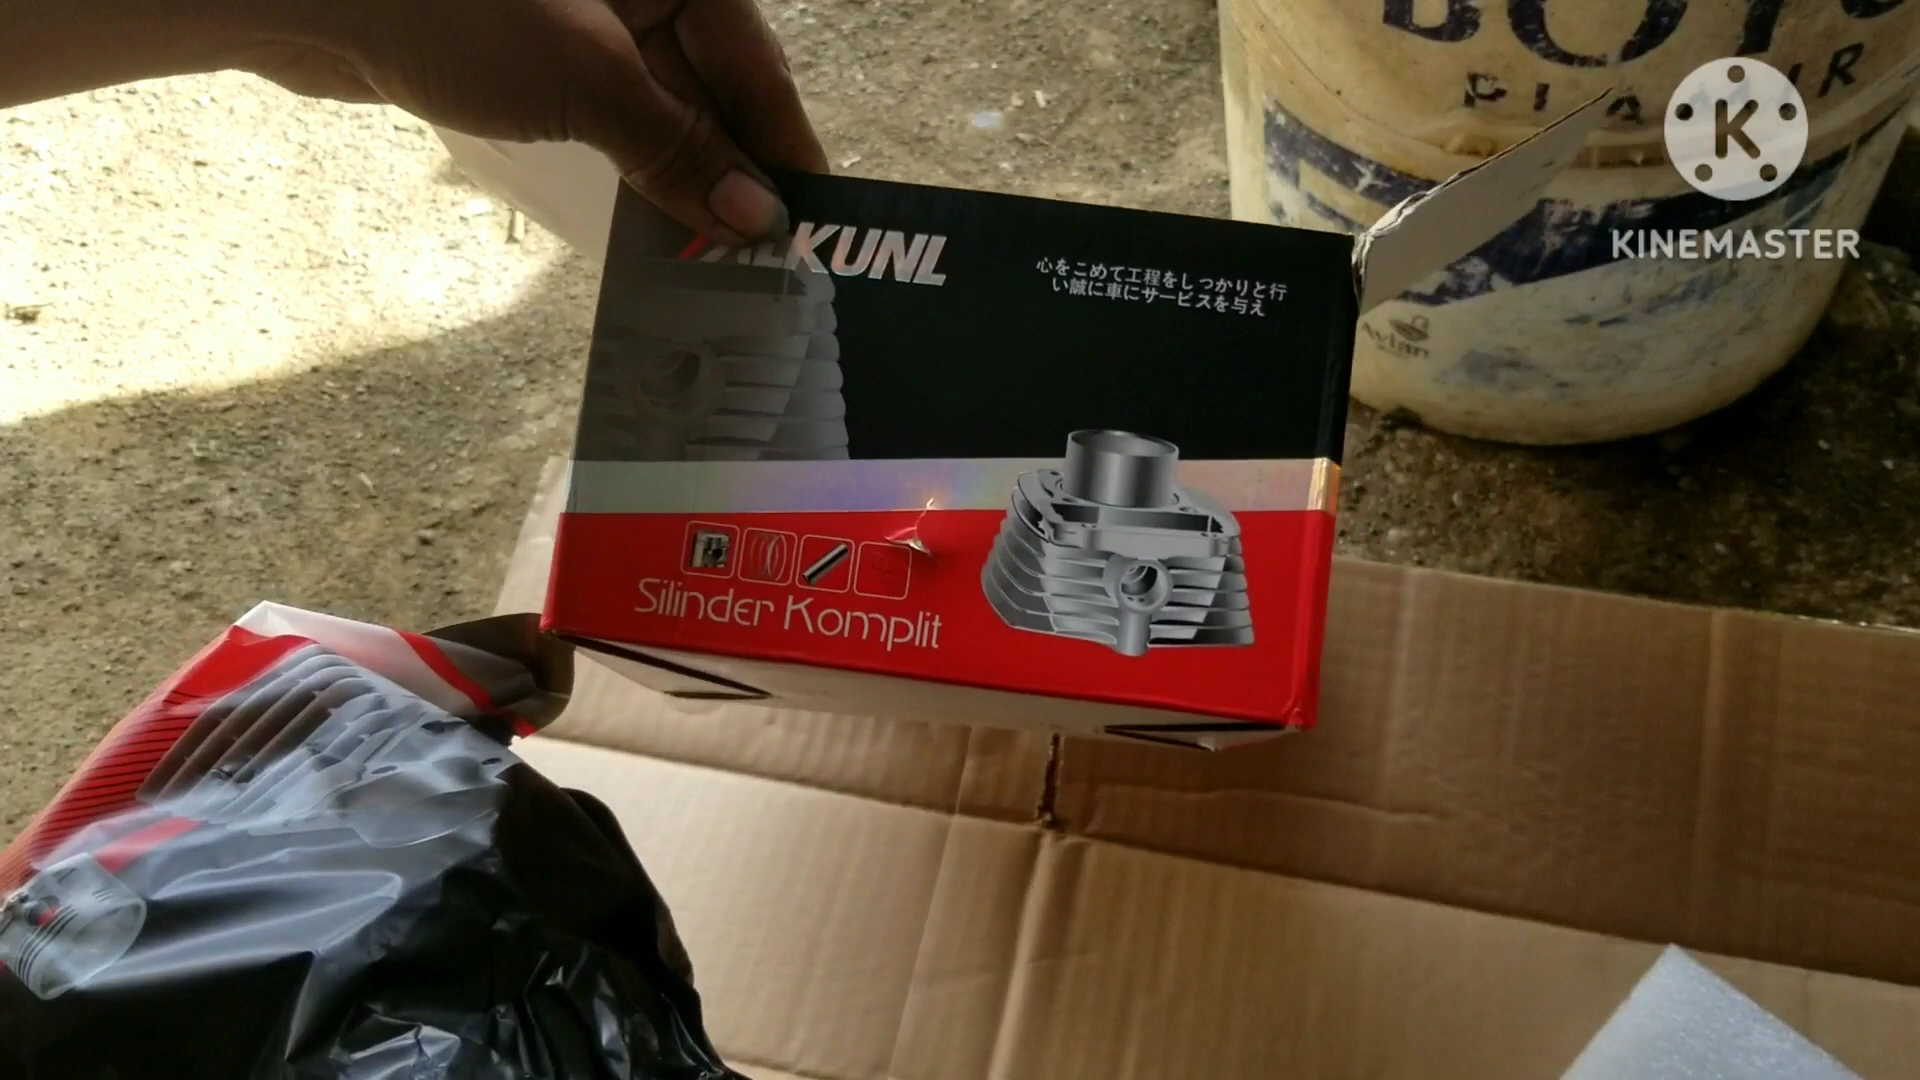 KINEMASTER
K
心をこめて工程をしっかりと行
い誠に車にサービスを与え
Silinder Komplit
Avian